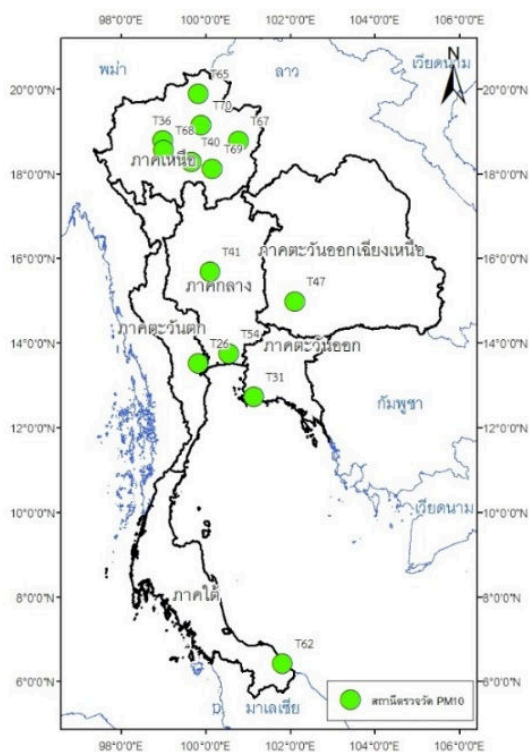 98°0'0"E 100°0'0"E 102°0'0"E 104°0'0"E 106°0'0"E
พม่า
ลาว
เวียดนาม
N
20°0'0"N 20°0'0"N
T65
T70
T36
T68
T67
T40
T69
18°0'0"N 18°0'0"N
ภาคเหนือ
T41
ภาคตะวันออกเฉียงเหนือ
16°0'0"N 16°0'0"N
ภาคกลาง
T47
ภาคตะวันตก
T26
T54
ภาคตะวันออก
14°0'0"N 14°0'0"N
T31
กัมพูชา
12°0'0"N 12°0'0"N
เวียดนาม
10°0'0"N 10°0'0"N
8°0'0"N 8°0'0"N
ภาคใต้
T62
6°0'0"N 6°0'0"N
มาเลเซีย
สถานีตรวจวัด PM10
98°0'0"E 100°0'0"E 102°0'0"E 104°0'0"E 106°0'0"E